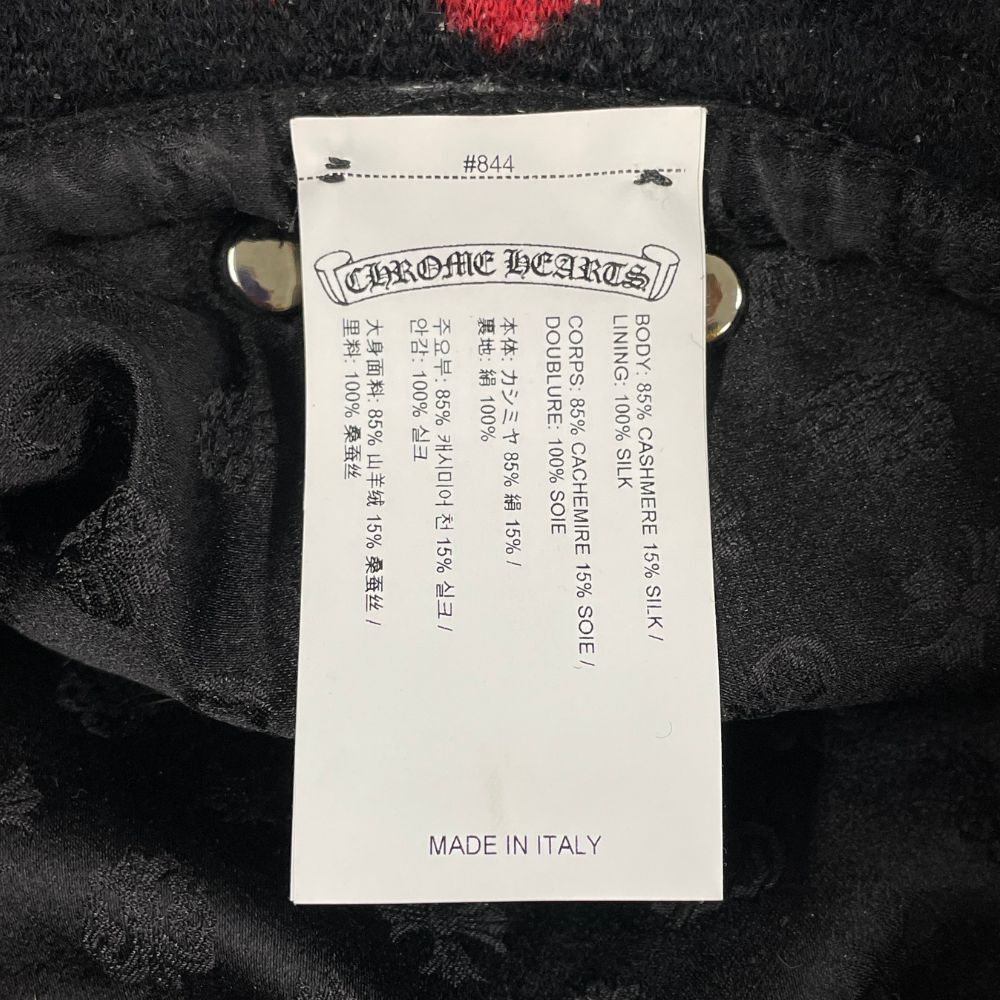 #844
CHROME HEARTS
BODY: 85% CASHMERE 15% SILK /
LINING: 100% SILK
CORPS: 85% CACHEMIRE 15% SOIE /
DOUBLURE: 100% SOIE
本体: カシミヤ 85% 絹 15% /
裏地: 絹 100%
주요부: 85% 캐시미어 천 15% 실크 /
안감: 100% 실크
大身面料: 85% 山羊绒 15% 桑蚕丝 /
里料: 100% 桑蚕丝
MADE IN ITALY